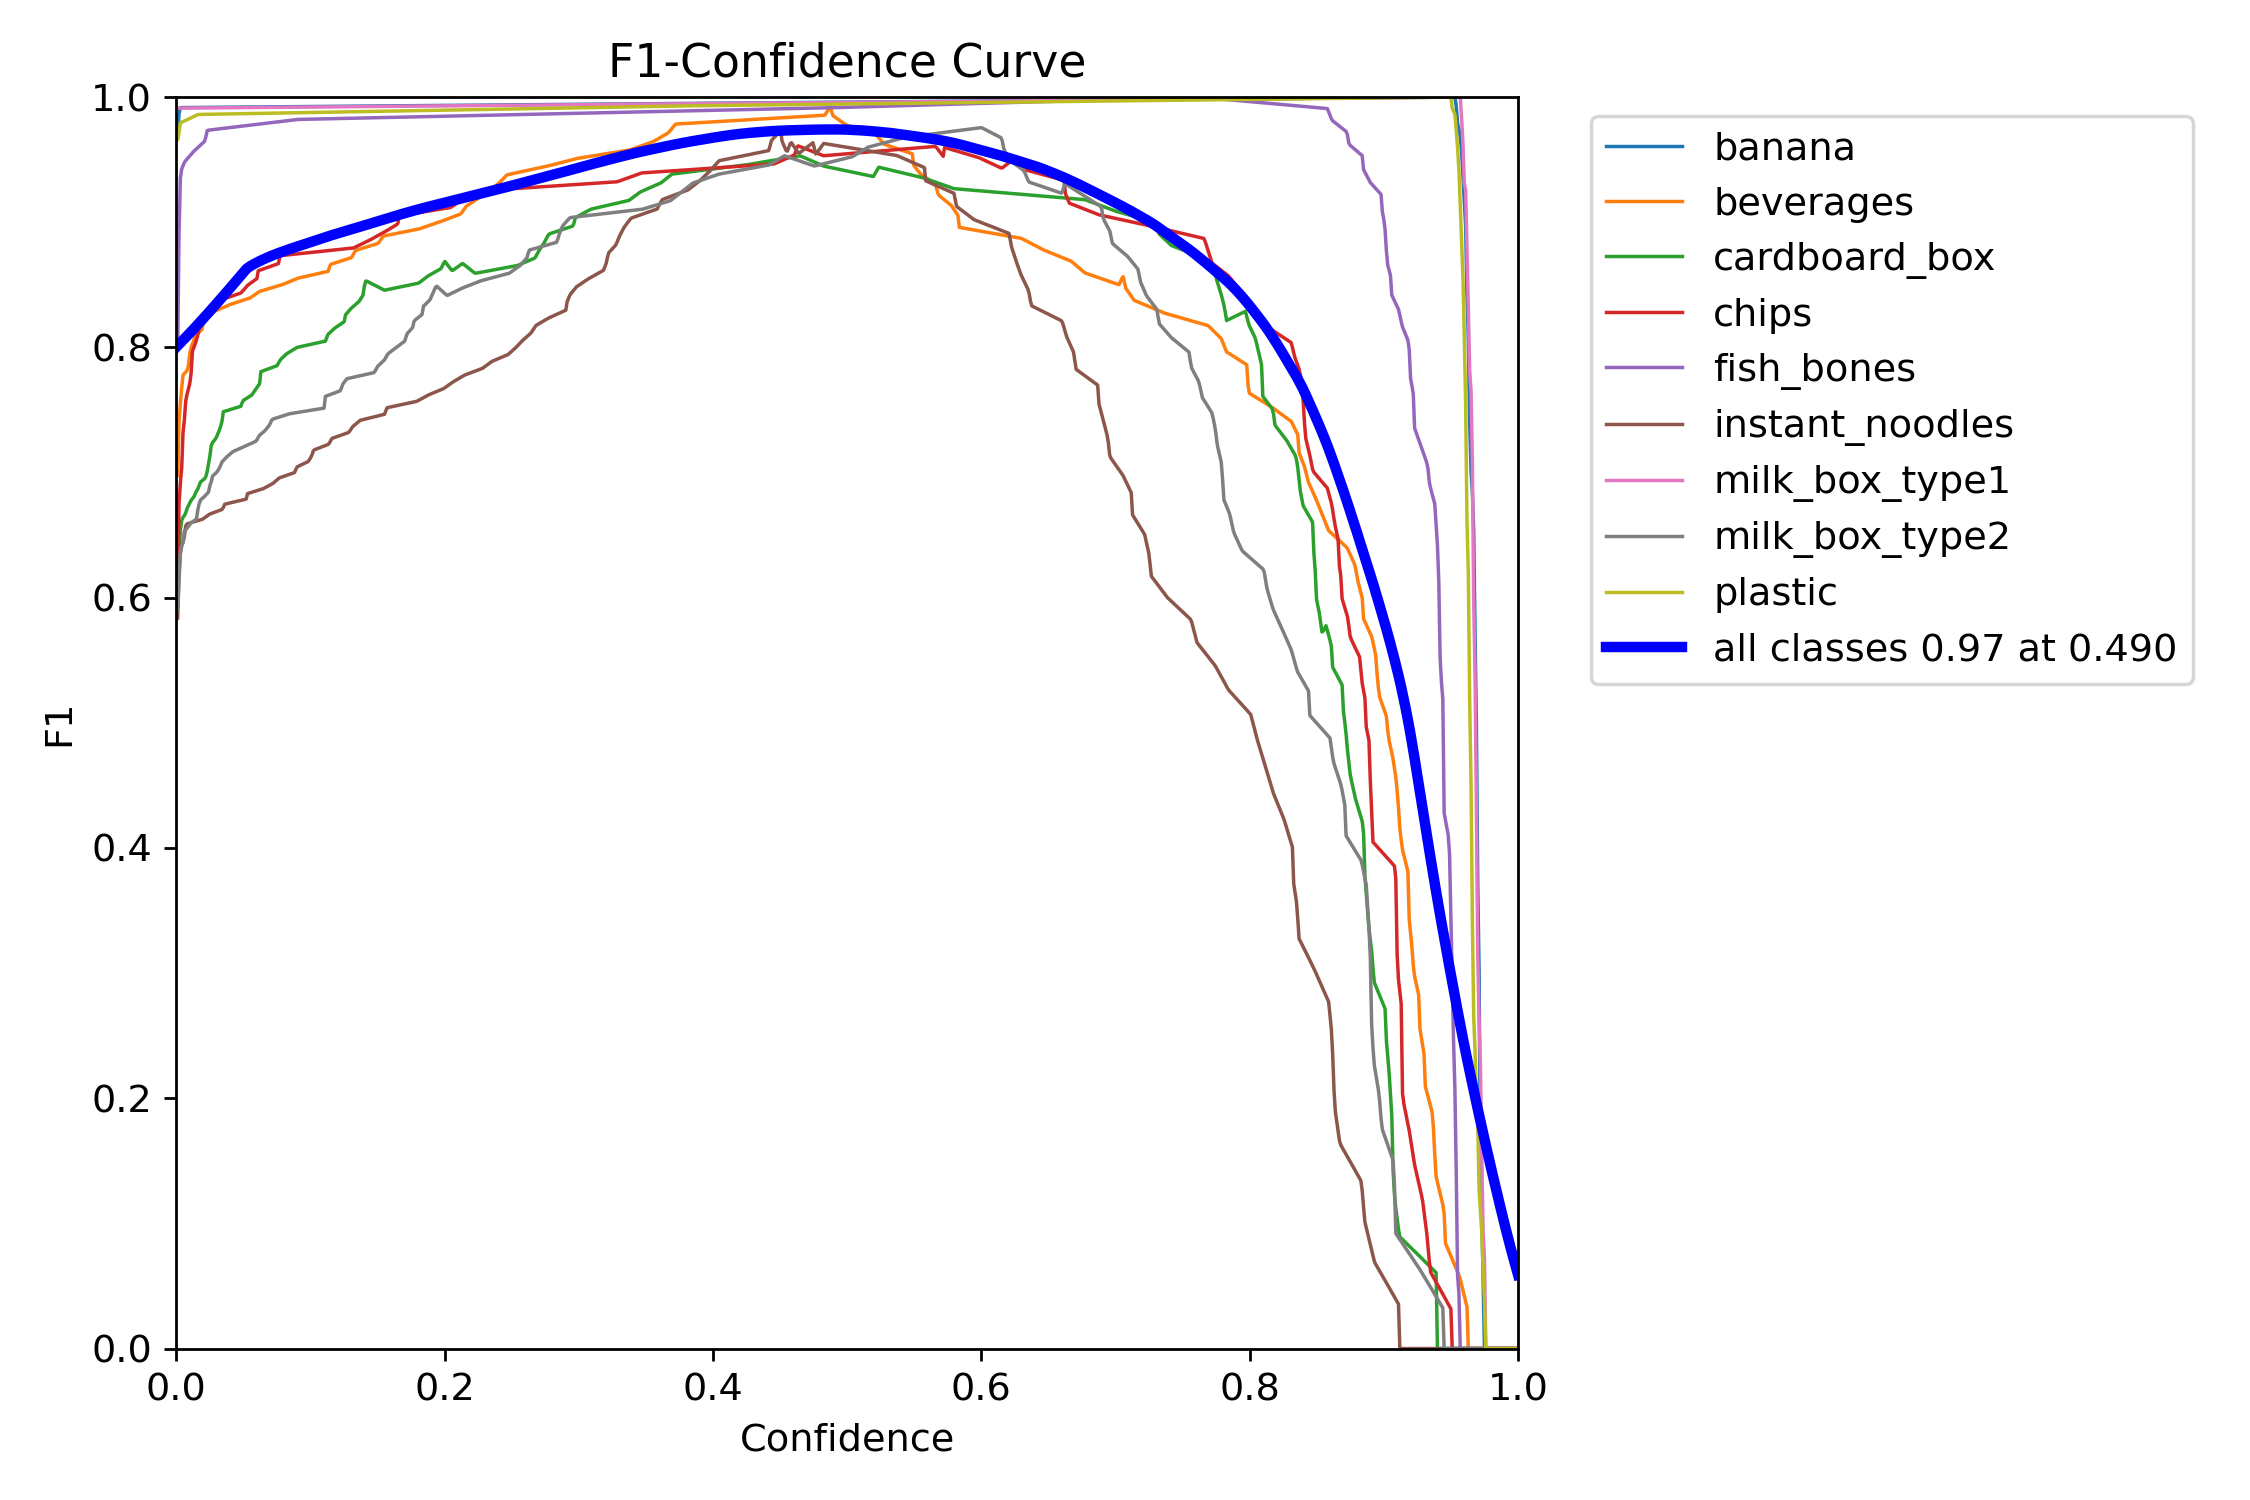 F1-Confidence Curve
1.0
0.8
0.6
0.4
0.2
0.0
F1
0.0 0.2 0.4 0.6 0.8 1.0
Confidence
banana
beverages
cardboard_box
chips
fish_bones
instant_noodles
milk_box_type1
milk_box_type2
plastic
all classes 0.97 at 0.490